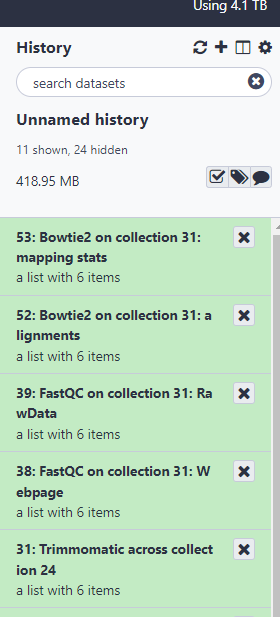 Using 4.1 TB
History
search datasets
Unnamed history
11 shown, 24 hidden
418.95 MB
53: Bowtie2 on collection 31:
mapping stats
a list with 6 items
52: Bowtie2 on collection 31: a
lignments
a list with 6 items
39: FastQC on collection 31: Ra
wData
a list with 6 items
38: FastQC on collection 31: W
ebpage
a list with 6 items
31: Trimmomatic across collect
ion 24
a list with 6 items